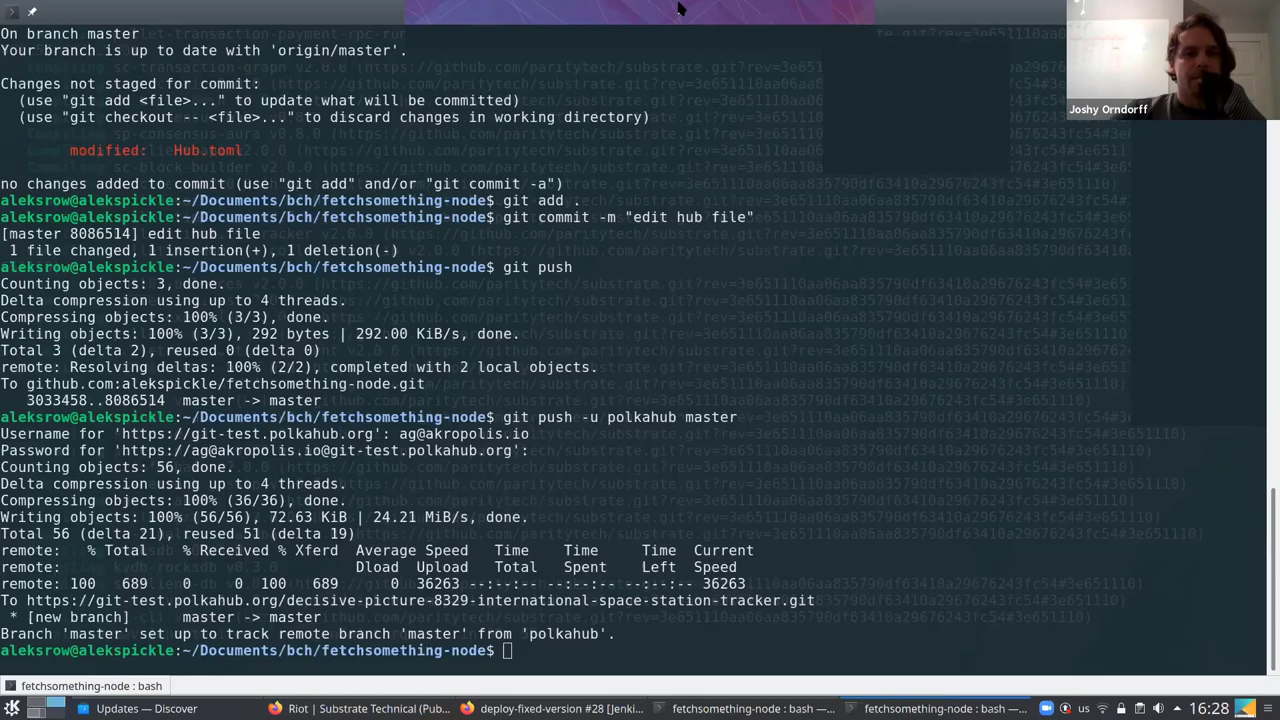 On branch master
Your branch is up to date with 'origin/master'.
Changes not staged for commit:
  (use "git add <file>..." to update what will be committed)
  (use "git checkout -- <file>..." to discard changes in working directory)
        modified:   Hub.toml
no changes added to commit (use "git add" and/or "git commit -a")
aleksrow@alekspickle:~/Documents/bch/fetchsomething-node$ git add .
aleksrow@alekspickle:~/Documents/bch/fetchsomething-node$ git commit -m "edit hub file"
[master 8086514] edit hub file
 1 file changed, 1 insertion(+), 1 deletion(-)
aleksrow@alekspickle:~/Documents/bch/fetchsomething-node$ git push
Counting objects: 3, done.
Delta compression using up to 4 threads.
Compressing objects: 100% (3/3), done.
Writing objects: 100% (3/3), 292 bytes | 292.00 KiB/s, done.
Total 3 (delta 2), reused 0 (delta 0)
remote: Resolving deltas: 100% (2/2), completed with 2 local objects.
To github.com:alekspickle/fetchsomething-node.git
   3033458..8086514  master -> master
aleksrow@alekspickle:~/Documents/bch/fetchsomething-node$ git push -u polkahub master
Username for 'https://git-test.polkahub.org': ag@akropolis.io
Password for 'https://ag@akropolis.io@git-test.polkahub.org':
Counting objects: 56, done.
Delta compression using up to 4 threads.
Compressing objects: 100% (36/36), done.
Writing objects: 100% (56/56), 72.63 KiB | 24.21 MiB/s, done.
Total 56 (delta 21), reused 51 (delta 19)
remote:   % Total    % Received % Xferd  Average Speed   Time    Time     Time  Current
remote:                                  Dload  Upload   Total   Spent    Left  Speed
remote: 100   689    0     0  100   689      0  36263 --:--:-- --:--:-- --:--:-- 36263
To https://git-test.polkahub.org/decisive-picture-8329-international-space-station-tracker.git
 * [new branch]      master -> master
Branch 'master' set up to track remote branch 'master' from 'polkahub'.
aleksrow@alekspickle:~/Documents/bch/fetchsomething-node$
Joshy Orndorff
fetchsomething-node : bash
Updates — Discover
Riot | Substrate Technical (Pub...
deploy-fixed-version #28 [Jenki...
fetchsomething-node : bash —...
fetchsomething-node : bash —...
us
16:28